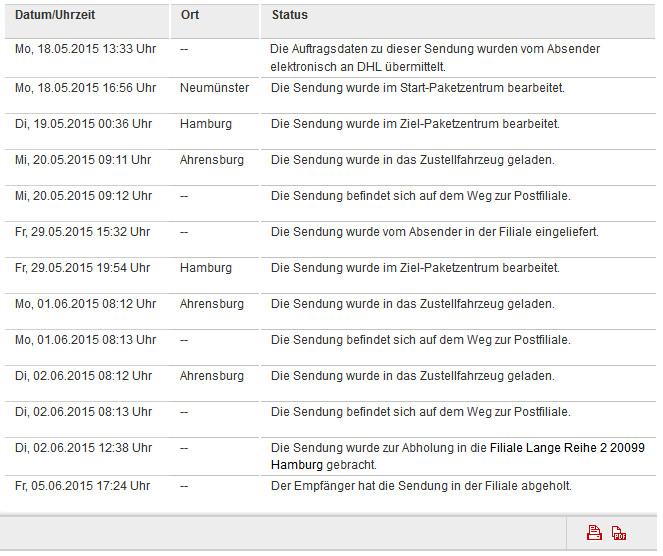 Datum/Uhrzeit Ort Status
Mo, 18.05.2015 13:33 Uhr -- Die Auftragsdaten zu dieser Sendung wurden vom Absender
elektronisch an DHL übermittelt.
Mo, 18.05.2015 16:56 Uhr Neumünster Die Sendung wurde im Start-Paketzentrum bearbeitet.
Di, 19.05.2015 00:36 Uhr Hamburg Die Sendung wurde im Ziel-Paketzentrum bearbeitet.
Mi, 20.05.2015 09:11 Uhr Ahrensburg Die Sendung wurde in das Zustellfahrzeug geladen.
Mi, 20.05.2015 09:12 Uhr -- Die Sendung befindet sich auf dem Weg zur Postfiliale.
Fr, 29.05.2015 15:32 Uhr -- Die Sendung wurde vom Absender in der Filiale eingeliefert.
Fr, 29.05.2015 19:54 Uhr Hamburg Die Sendung wurde im Ziel-Paketzentrum bearbeitet.
Mo, 01.06.2015 08:12 Uhr Ahrensburg Die Sendung wurde in das Zustellfahrzeug geladen.
Mo, 01.06.2015 08:13 Uhr -- Die Sendung befindet sich auf dem Weg zur Postfiliale.
Di, 02.06.2015 08:12 Uhr Ahrensburg Die Sendung wurde in das Zustellfahrzeug geladen.
Di, 02.06.2015 08:13 Uhr -- Die Sendung befindet sich auf dem Weg zur Postfiliale.
Di, 02.06.2015 12:38 Uhr -- Die Sendung wurde zur Abholung in die Filiale Lange Reihe 2 20099
Hamburg gebracht.
Fr, 05.06.2015 17:24 Uhr -- Der Empfänger hat die Sendung in der Filiale abgeholt.
PDF